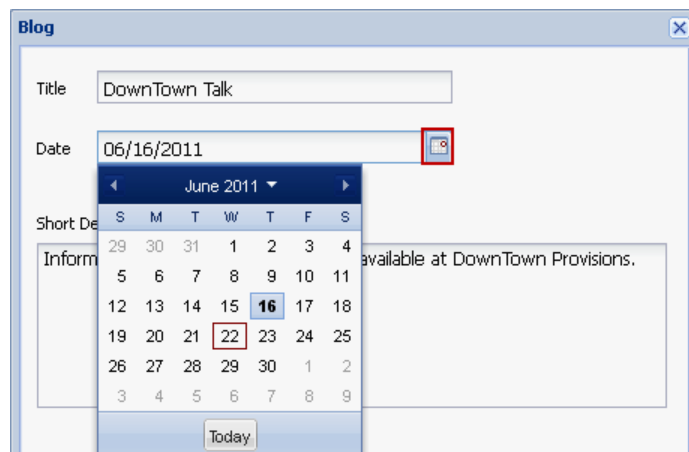 Blog
Title DownTown Talk
Date 06/16/2011
June 2011
S M T W T F S
Short De
29 30 31 1 2 3 4
Inform available at DownTown Provisions.
5 6 7 8 9 10 11
12 13 14 15 16 17 18
19 20 21 22 23 24 25
26 27 28 29 30 1 2
3 4 5 6 7 8 9
Today